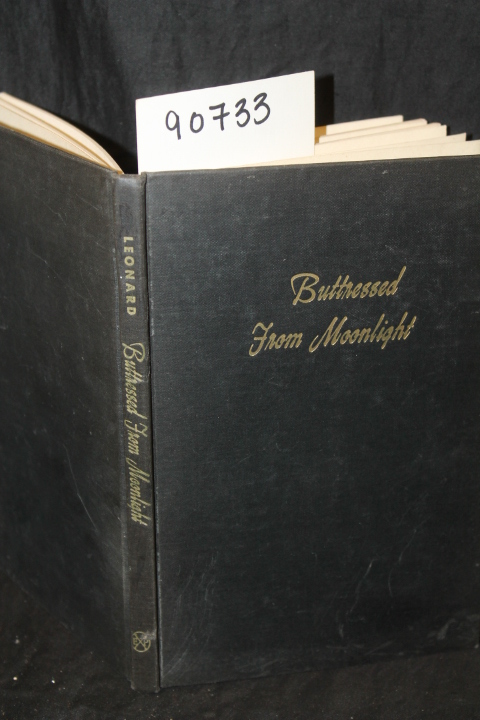 90733
LEONARD
Buttressed From Moonlight
Buttressed
From Moonlight